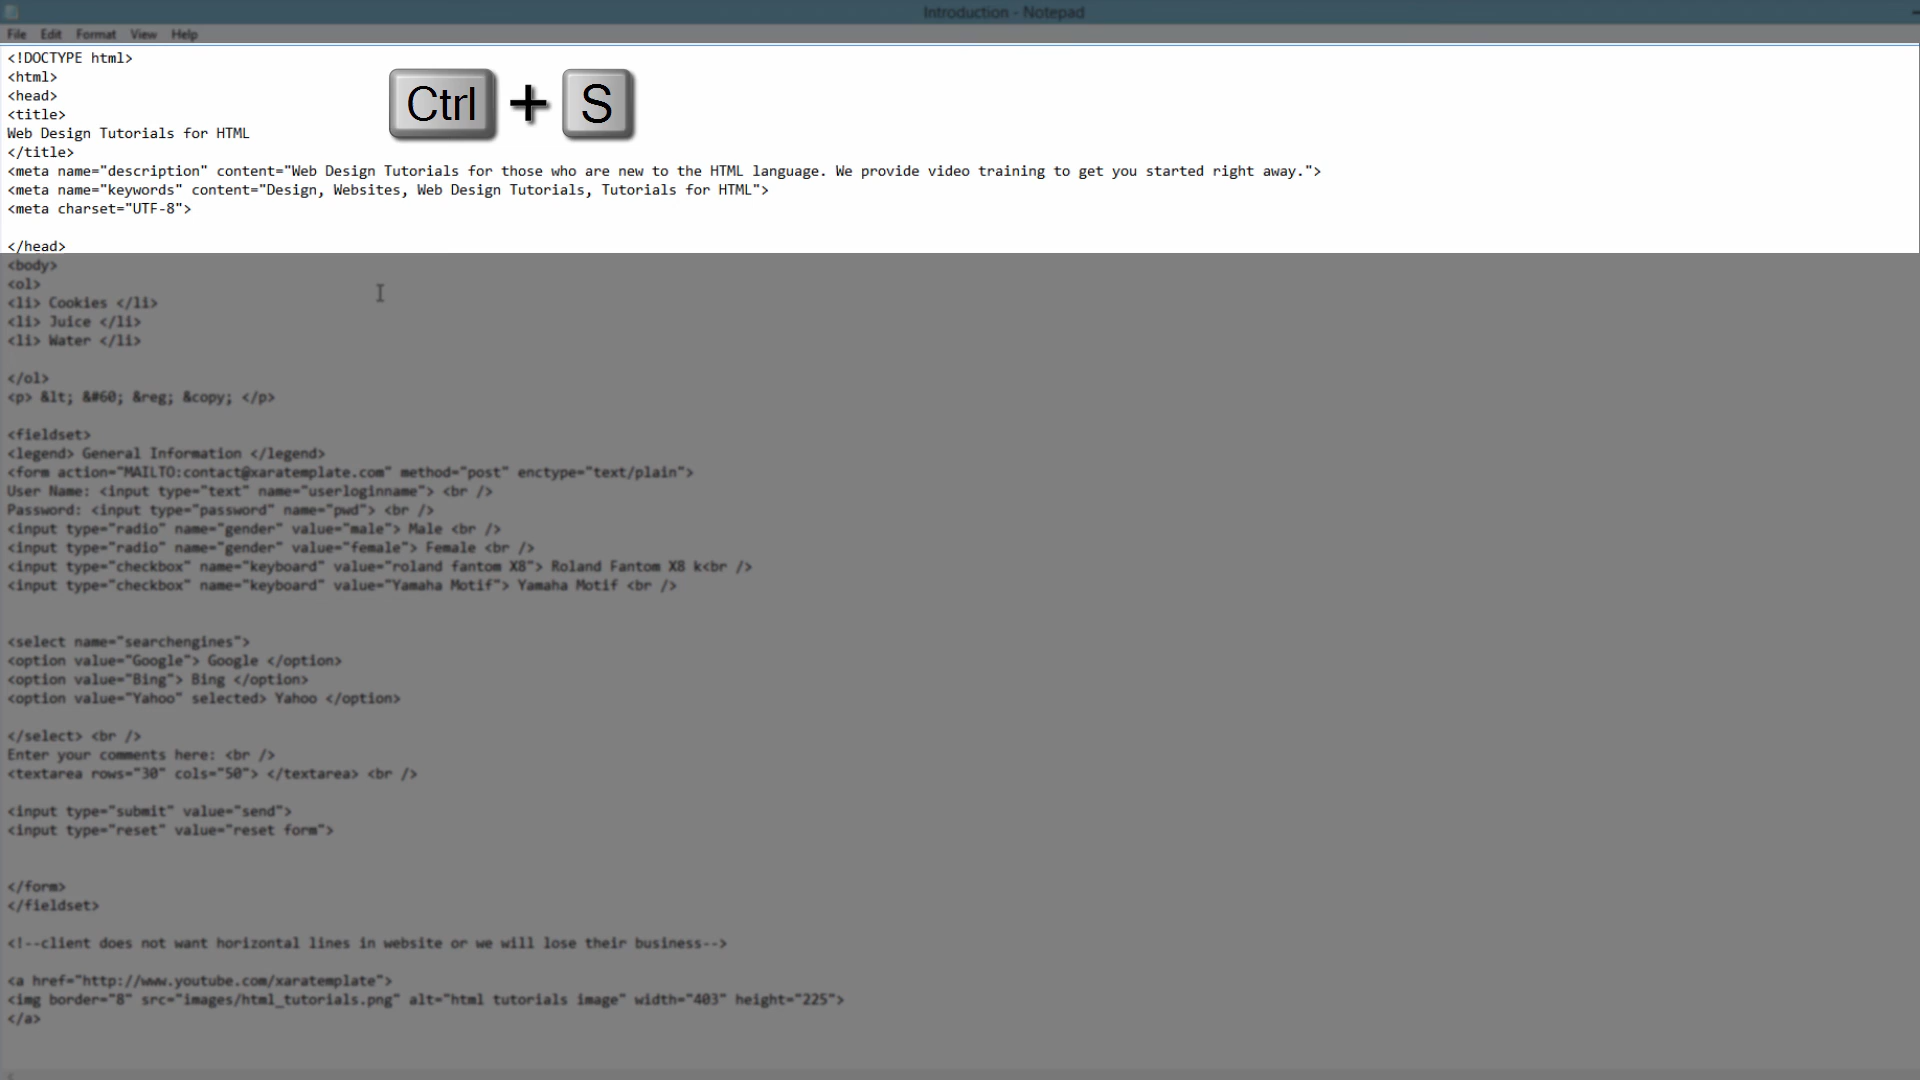 Introduction - Notepad
File Edit Format View Help
<!DOCTYPE html>
<html>
<head>
<title>
Web Design Tutorials for HTML
</title>
<meta name="description" content="Web Design Tutorials for those who are new to the HTML language. We provide video training to get you started right away.">
<meta name="keywords" content="Design, Websites, Web Design Tutorials, Tutorials for HTML">
<meta charset="UTF-8">
</head>
Ctrl + S
<body>
<ol>
<li> Cookies </li>
<li> Juice </li>
<li> Water </li>
</ol>
<p> &lt; &#60; &reg; &copy; </p>
<fieldset>
<legend> General Information </legend>
<form action="MAILTO:contact@xaratemplate.com" method="post" enctype="text/plain">
User Name: <input type="text" name="userloginname"> <br />
Password: <input type="password" name="pwd"> <br />
<input type="radio" name="gender" value="male"> Male <br />
<input type="radio" name="gender" value="female"> Female <br />
<input type="checkbox" name="keyboard" value="roland fantom X8"> Roland Fantom X8 k<br />
<input type="checkbox" name="keyboard" value="Yamaha Motif"> Yamaha Motif <br />
<select name="searchengines">
<option value="Google"> Google </option>
<option value="Bing"> Bing </option>
<option value="Yahoo" selected> Yahoo </option>
</select> <br />
Enter your comments here: <br />
<textarea rows="30" cols="50"> </textarea> <br />
<input type="submit" value="send">
<input type="reset" value="reset form">
</form>
</fieldset>
<!--client does not want horizontal lines in website or we will lose their business-->
<a href="http://www.youtube.com/xaratemplate">
<img border="8" src="images/html_tutorials.png" alt="html tutorials image" width="403" height="225">
</a>